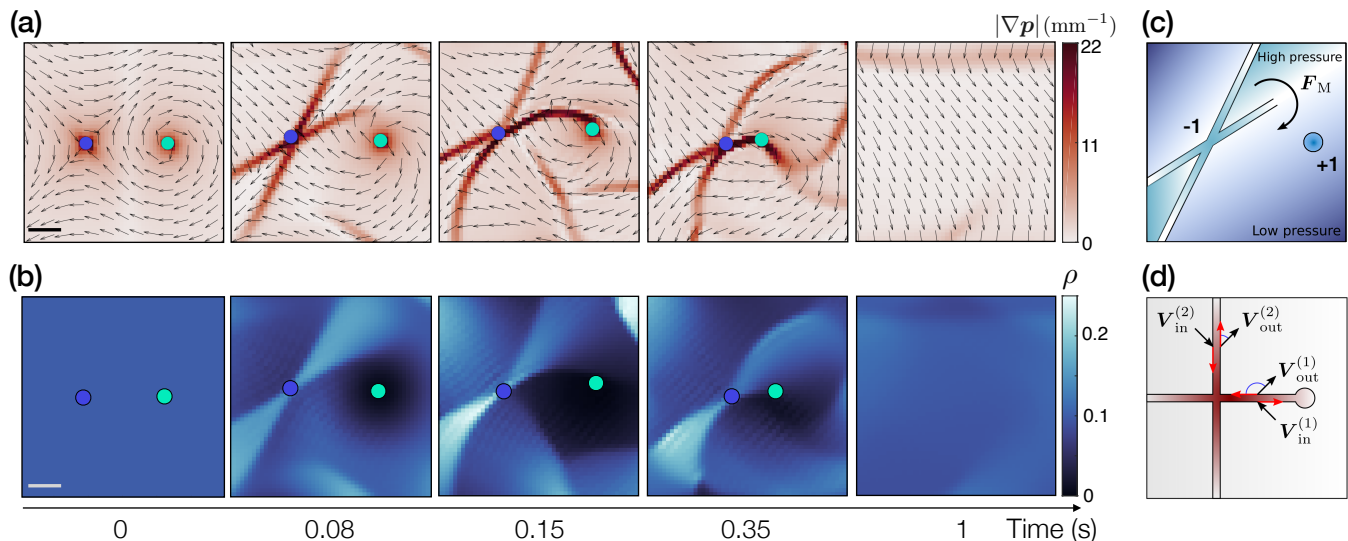 (a)
|∇p| (mm⁻¹)
22
11
0
(b)
ρ
0.2
0.1
0
0
0.08
0.15
0.35
1
Time (s)
(c)
High pressure
F_M
-1
+1
Low pressure
(d)
V_in^(2) V_out^(2)
V_out^(1)
V_in^(1)